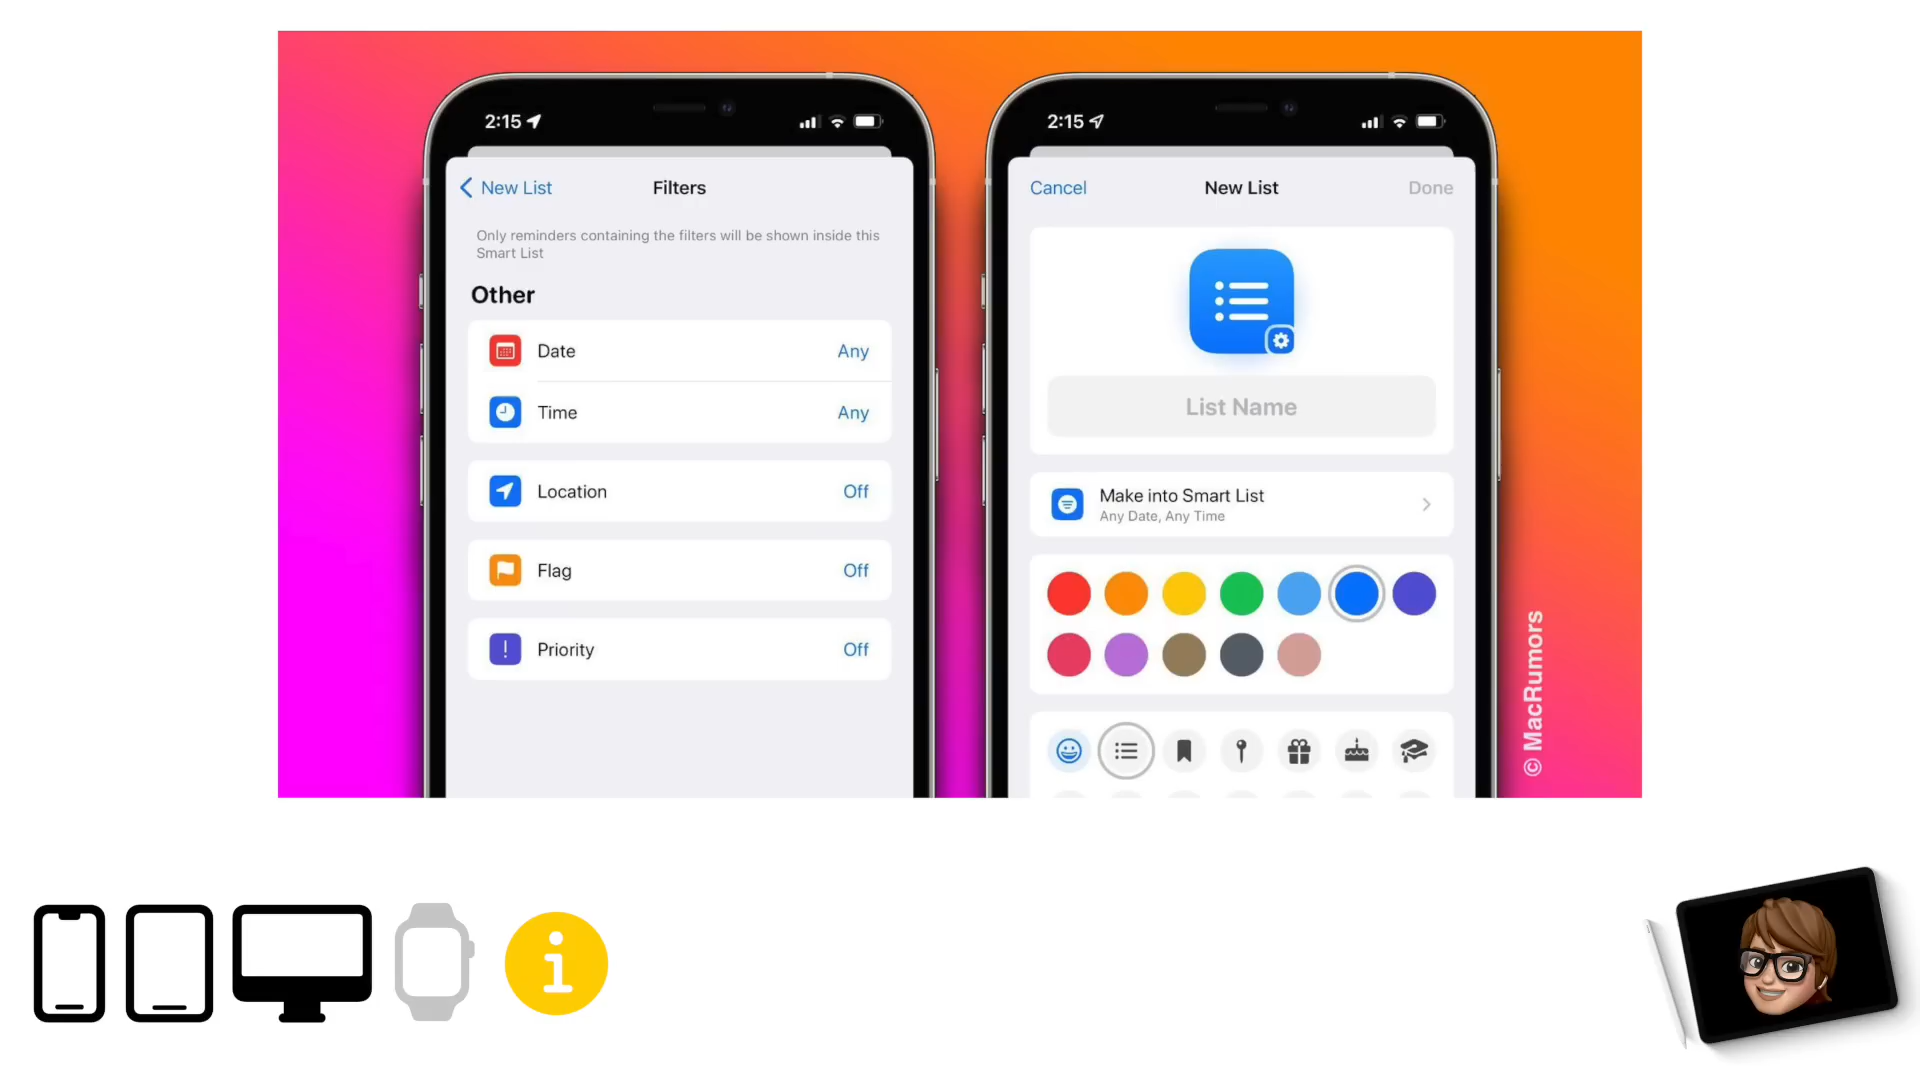 2:15
New List
Filters
Only reminders containing the filters will be shown inside this
Smart List
Other
Date
Any
Time
Any
Location
Off
Flag
Off
Priority
Off
2:15
Cancel
New List
Done
List Name
Make into Smart List
Any Date, Any Time
© MacRumors